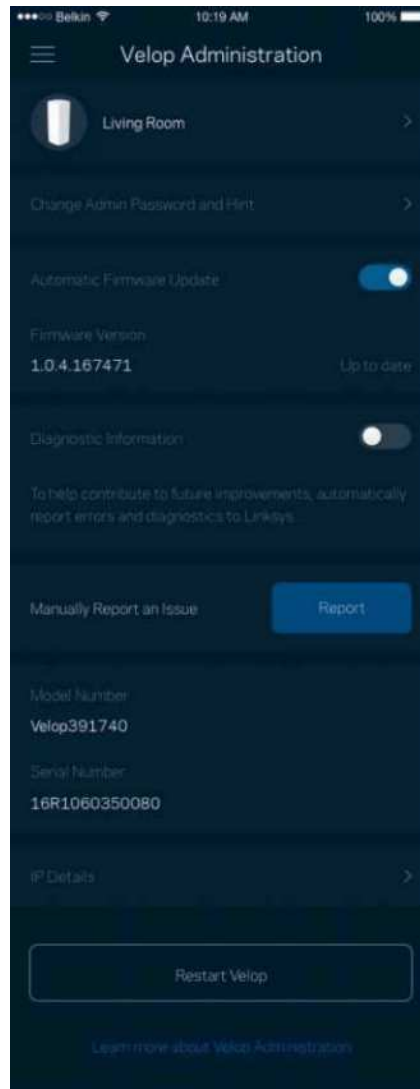 Belkin 10:19 AM 100%
Velop Administration
Living Room
Change Admin Password and Hint
Automatic Firmware Update
Firmware Version
1.0.4.167471 Up to date
Diagnostic Information
To help contribute to future improvements, automatically
report errors and diagnostics to Linksys.
Manually Report an Issue Report
Model Number
Velop391740
Serial Number
16R1060350080
IP Details
Restart Velop
Learn more about Velop Administration